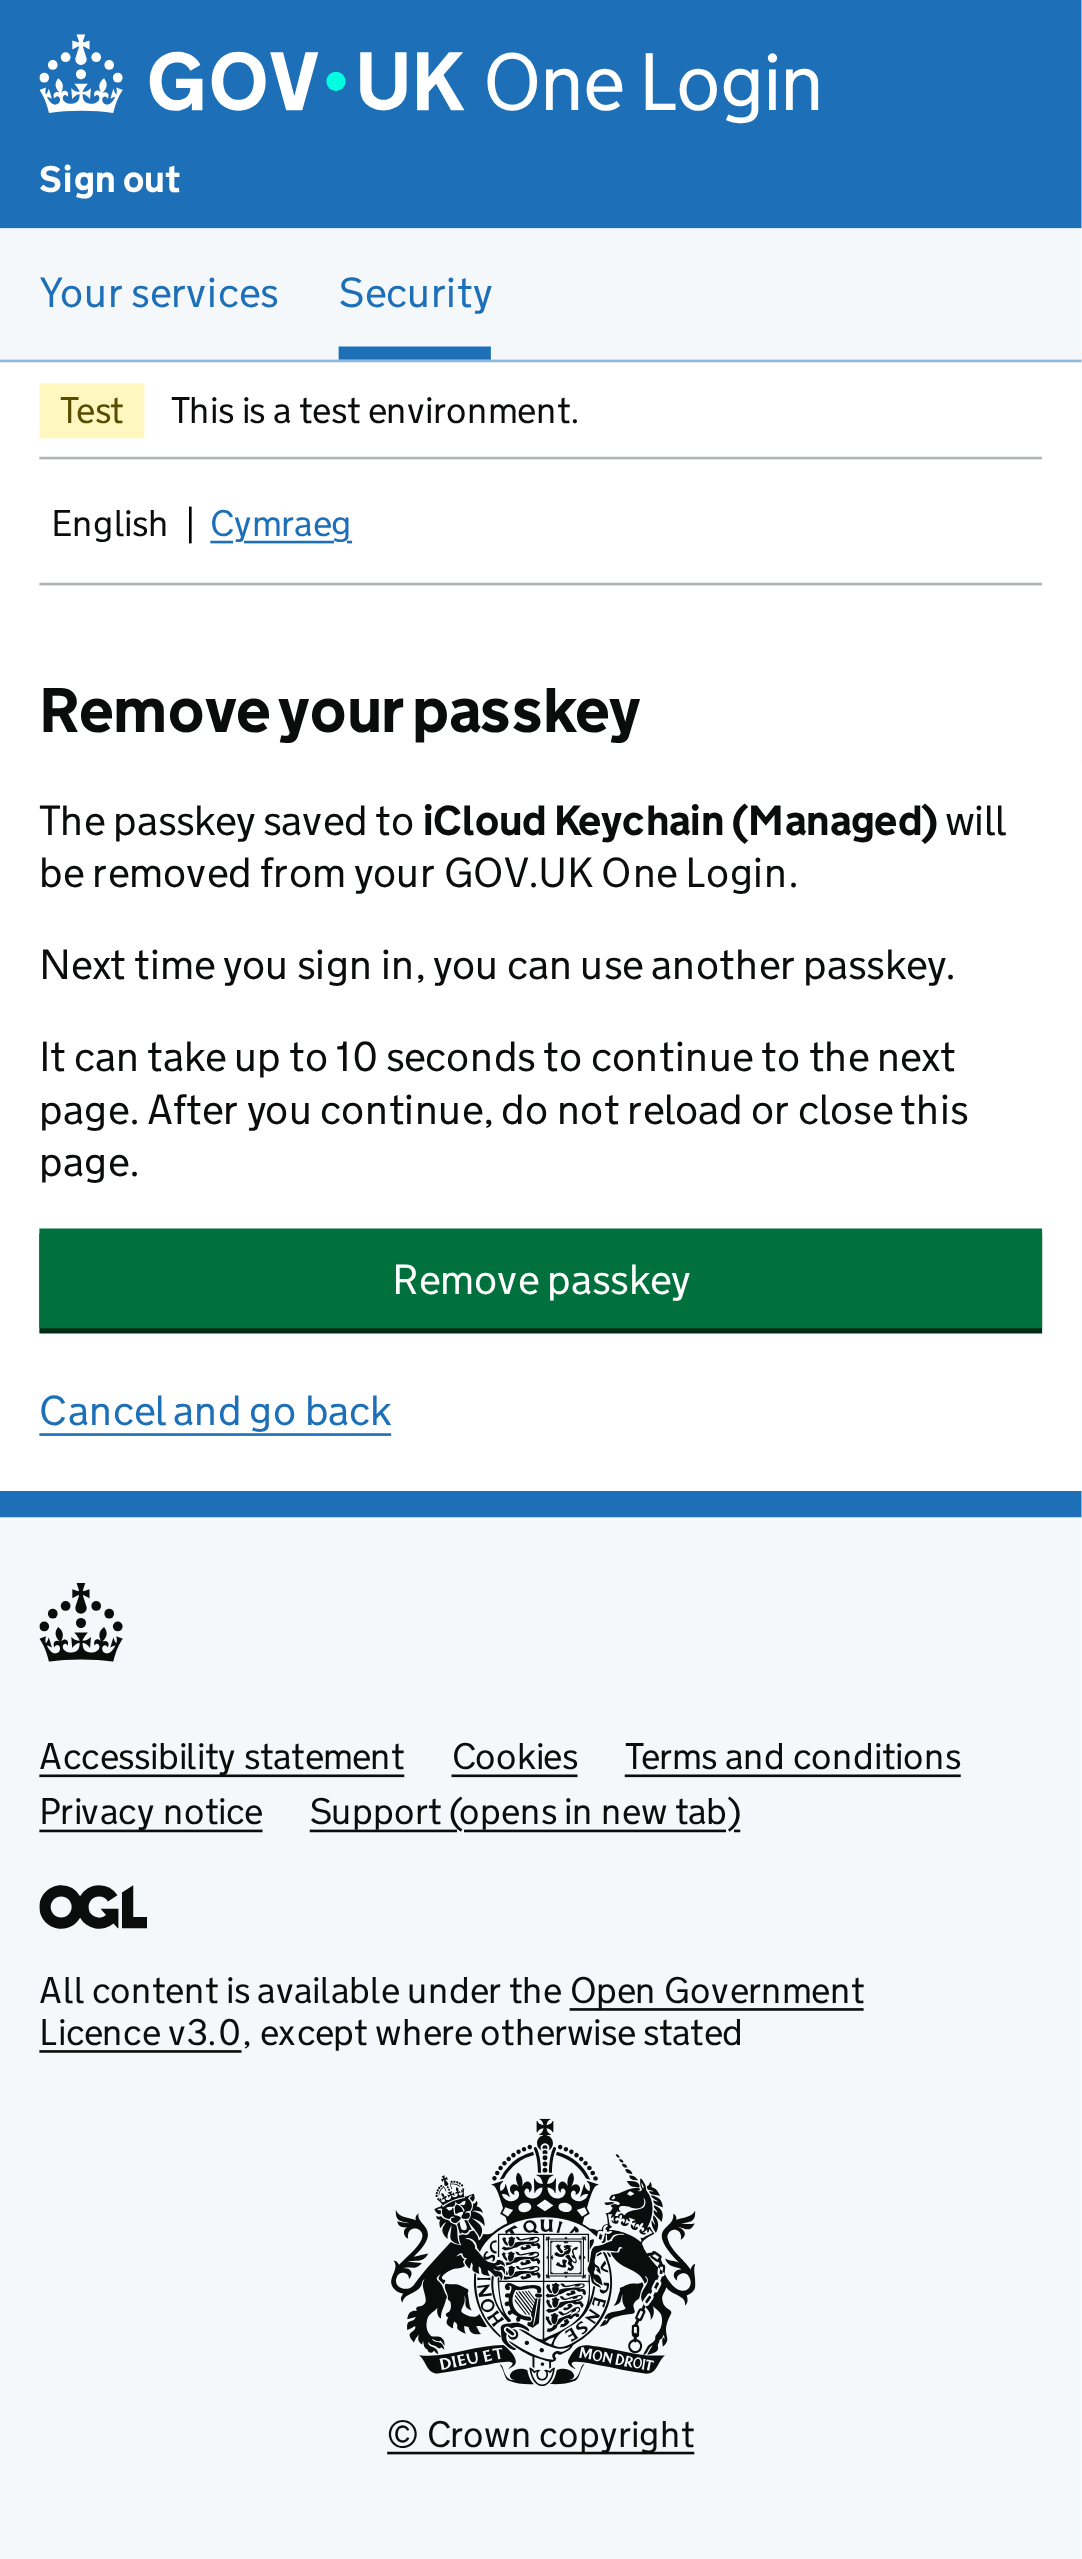 GOV·UK One Login
Sign out
Your services Security
Test This is a test environment.
English | Cymraeg
Remove your passkey
The passkey saved to iCloud Keychain (Managed) will
be removed from your GOV.UK One Login.
Next time you sign in, you can use another passkey.
It can take up to 10 seconds to continue to the next
page. After you continue, do not reload or close this
page.
Remove passkey
Cancel and go back
Accessibility statement Cookies Terms and conditions
Privacy notice Support (opens in new tab)
OGL
All content is available under the Open Government
Licence v3.0, except where otherwise stated
DIEU ET MON DROIT
© Crown copyright